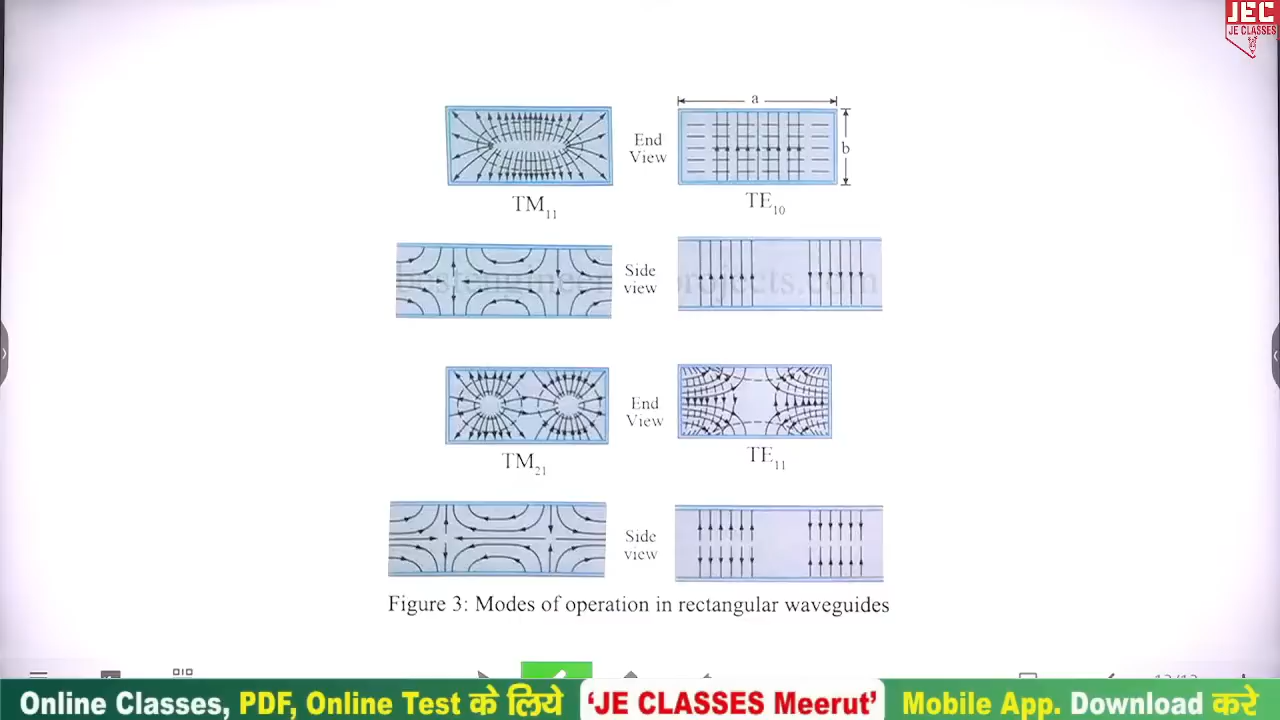 JEC
JE CLASSES
a
End
View
b
TM11
TE10
Side
view
End
View
TM21
TE11
Side
view
Figure 3: Modes of operation in rectangular waveguides
Online Classes, PDF, Online Test के लिये 'JE CLASSES Meerut' Mobile App. Download करे